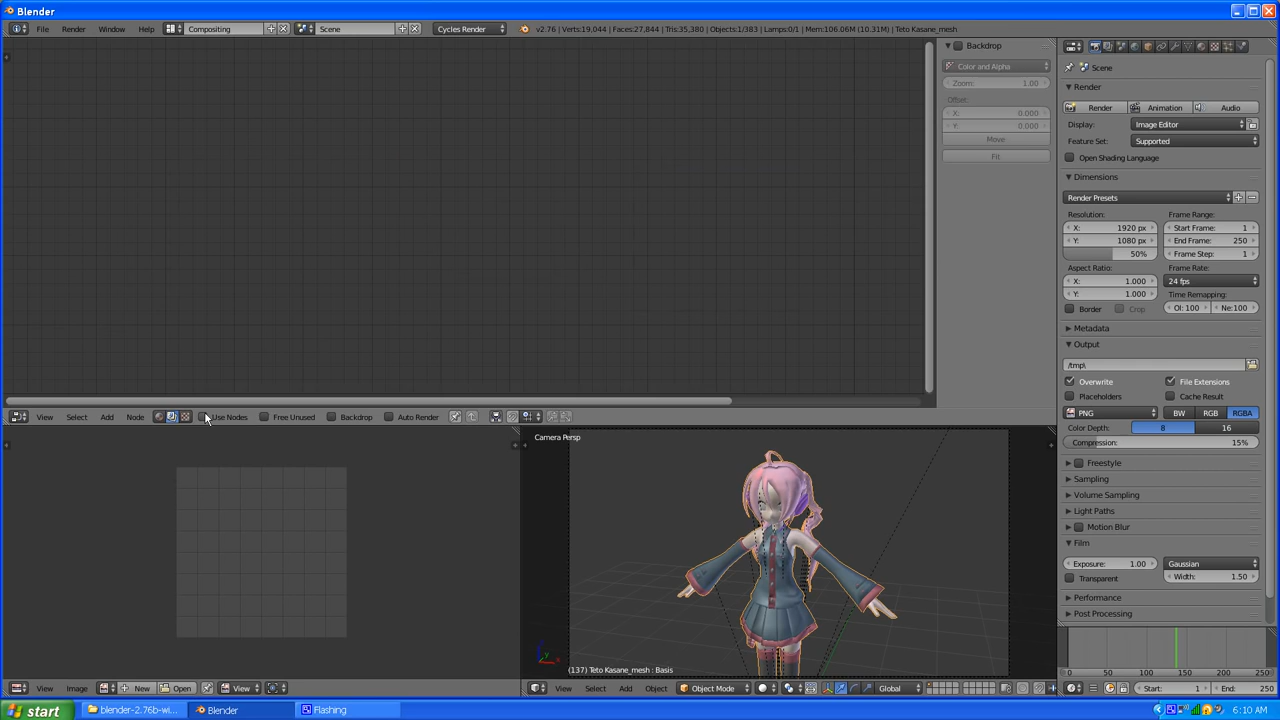 Blender
File Render Window Help Compositing Scene Cycles Render v2.76 | Verts:19,044 | Faces:27,844 | Tris:35,380 | Objects:1/383 | Lamps:0/1 | Mem:106.06M (10.31M) | Teto Kasane_mesh
Backdrop
Color and Alpha
Zoom: 1.00
Offset:
X: 0.000
Y: 0.000
Move
Fit
Scene
Render
Render Animation Audio
Display: Image Editor
Feature Set: Supported
Open Shading Language
Dimensions
Render Presets
Resolution: Frame Range:
X: 1920 px Start Frame: 1
Y: 1080 px End Frame: 250
50% Frame Step: 1
Aspect Ratio: Frame Rate:
X: 1.000 24 fps
Y: 1.000 Time Remapping:
Border Crop Ol: 100 Ne:100
Metadata
Output
/tmp\
Overwrite File Extensions
Placeholders Cache Result
PNG BW RGB RGBA
Color Depth: 8 16
Compression: 15%
Freestyle
Sampling
Volume Sampling
Light Paths
Motion Blur
Film
Exposure: 1.00 Gaussian
Transparent Width: 1.50
Performance
Post Processing
View Select Add Node Use Nodes Free Unused Backdrop Auto Render
Camera Persp
(137) Teto Kasane_mesh : Basis
0 50 100 150 200 250
View Image New Open View
View Select Add Object Object Mode Global
Start: 1 End: 250
start blender-2.76b-wi... Blender Flashing 6:10 AM